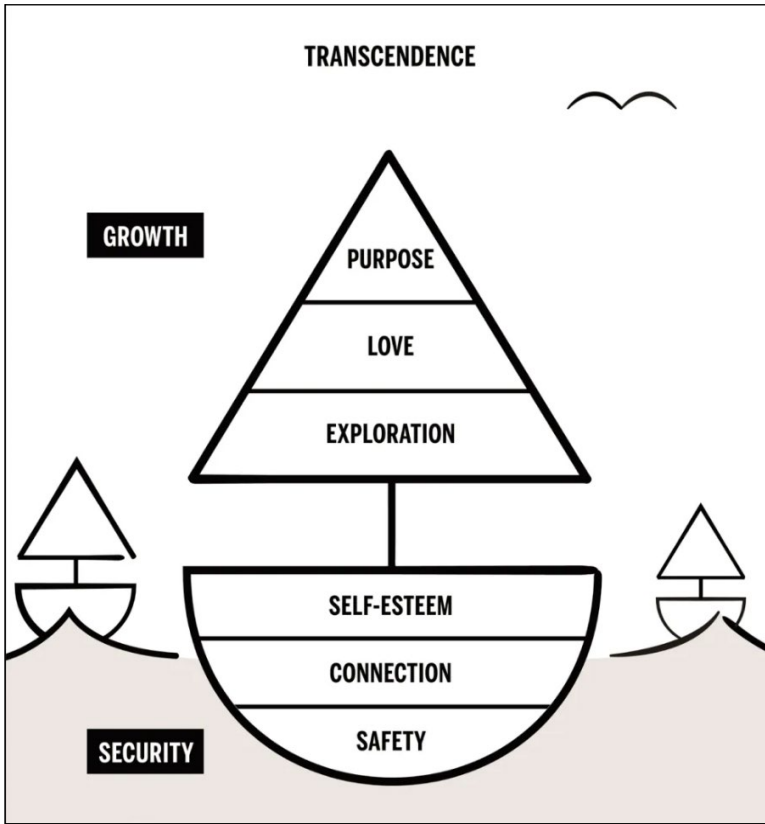 TRANSCENDENCE
GROWTH
PURPOSE
LOVE
EXPLORATION
SELF-ESTEEM
CONNECTION
SAFETY
SECURITY